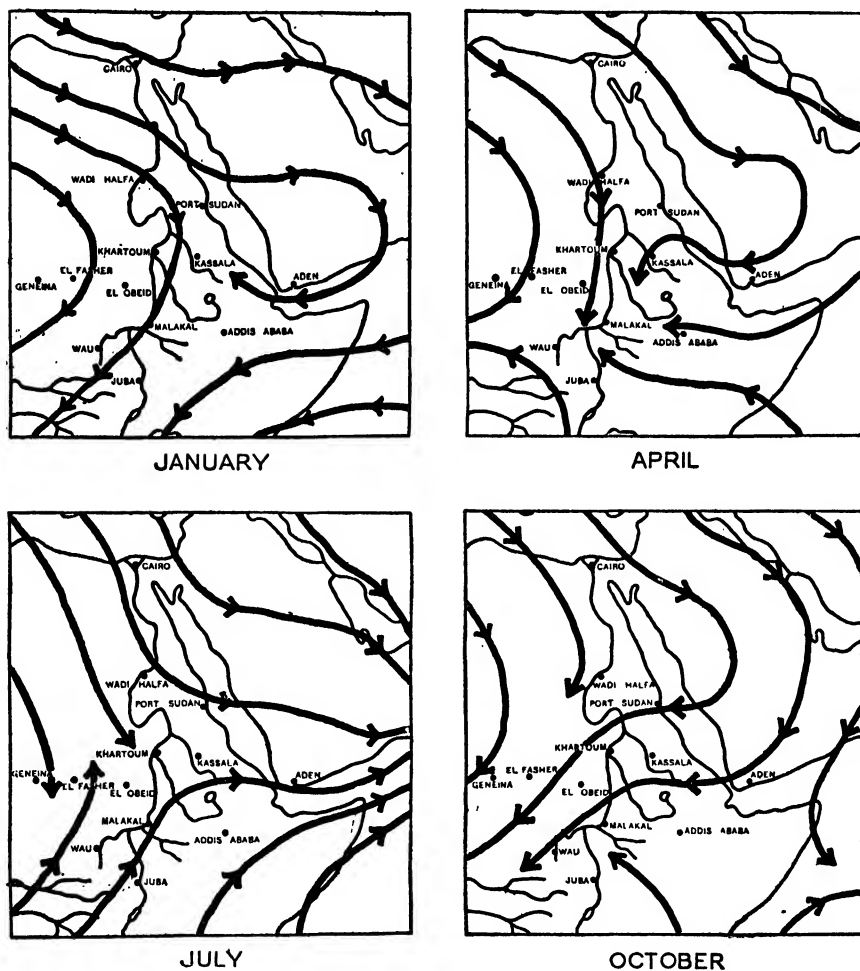 CAIRO
WADI HALFA
PORT SUDAN
KHARTOUM
KASSALA
EL FASHER
GENEINA
EL OBEID
ADEN
MALAKAL
ADDIS ABABA
WAU
JUBA
JANUARY
CAIRO
WADI HALFA
PORT SUDAN
KHARTOUM
KASSALA
EL FASHER
GENEINA
EL OBEID
ADEN
MALAKAL
ADDIS ABABA
WAU
JUBA
APRIL
CAIRO
WADI HALFA
PORT SUDAN
KHARTOUM
KASSALA
GENEINA
EL FASHER
EL OBEID
ADEN
MALAKAL
ADDIS ABABA
WAU
JUBA
JULY
CAIRO
WADI HALFA
PORT SUDAN
KHARTOUM
KASSALA
EL FASHER
GENEINA
EL OBEID
ADEN
MALAKAL
ADDIS ABABA
WAU
JUBA
OCTOBER